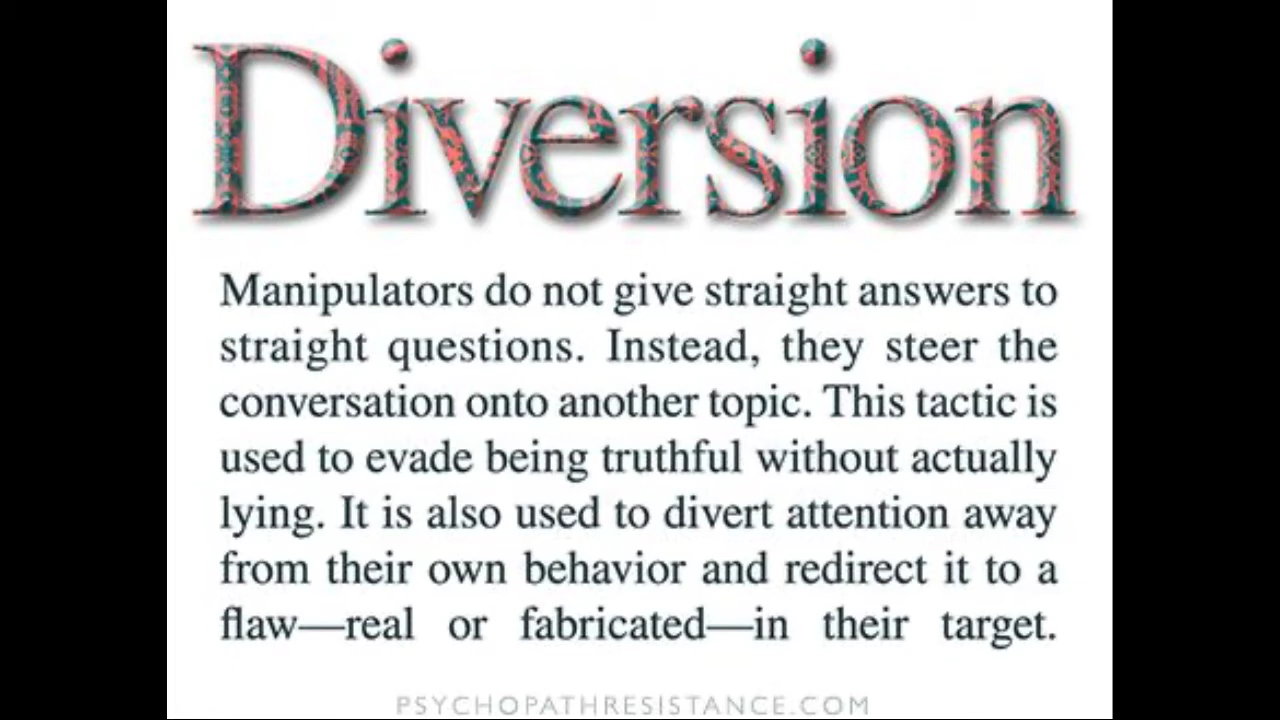 Diversion
Manipulators do not give straight answers to
straight questions. Instead, they steer the
conversation onto another topic. This tactic is
used to evade being truthful without actually
lying. It is also used to divert attention away
from their own behavior and redirect it to a
flaw—real or fabricated—in their target.
PSYCHOPATHRESISTANCE.COM